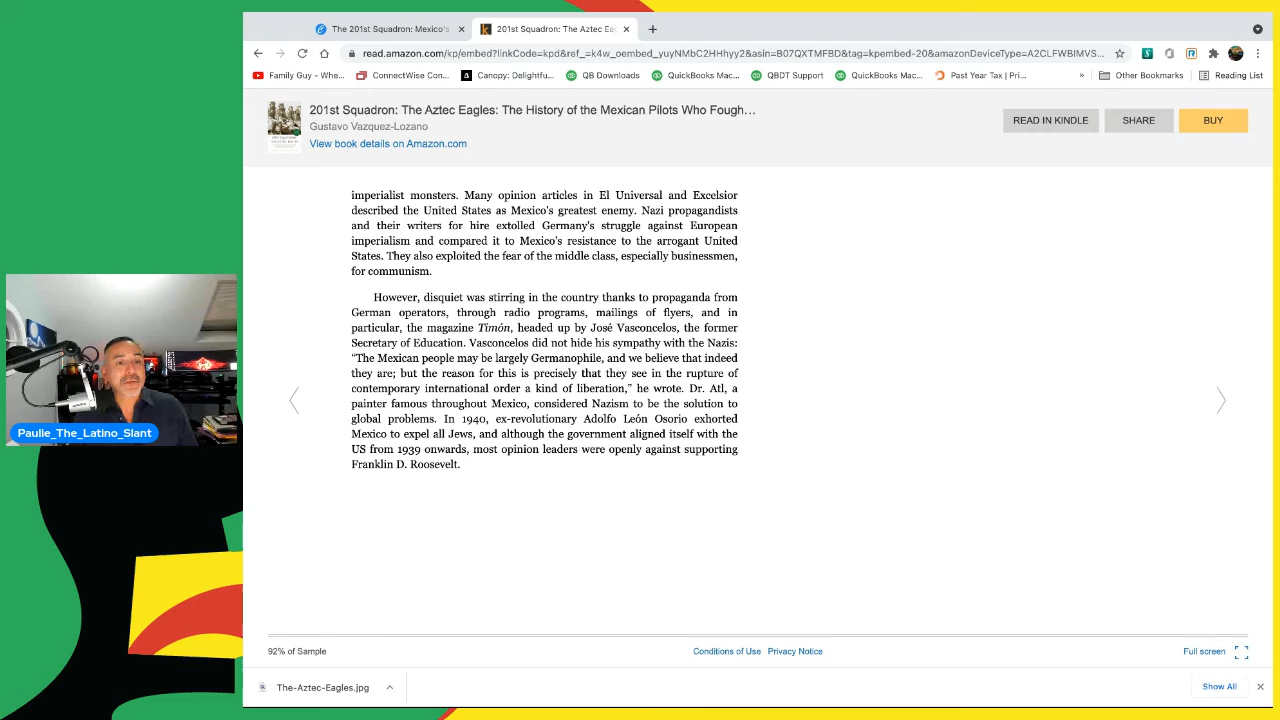 The 201st Squadron: Mexico's
201st Squadron: The Aztec Eag
read.amazon.com/kp/embed?linkCode=kpd&ref_=k4w_oembed_yuyNMbC2HHyy2&asin=B07QXTMFBD&tag=kpembed-20&amazonDeviceType=A2CLFWBIMVS...
Family Guy - Whe...
ConnectWise Con...
Canopy: Delightfu...
QB Downloads
QuickBooks Mac...
QBDT Support
QuickBooks Mac...
Past Year Tax | Pri...
»
Other Bookmarks
Reading List
201st Squadron: The Aztec Eagles: The History of the Mexican Pilots Who Fough...
Gustavo Vazquez-Lozano
View book details on Amazon.com
READ IN KINDLE
SHARE
BUY
imperialist monsters. Many opinion articles in El Universal and Excelsior
described the United States as Mexico's greatest enemy. Nazi propagandists
and their writers for hire extolled Germany's struggle against European
imperialism and compared it to Mexico's resistance to the arrogant United
States. They also exploited the fear of the middle class, especially businessmen,
for communism.
However, disquiet was stirring in the country thanks to propaganda from
German operators, through radio programs, mailings of flyers, and in
particular, the magazine Timón, headed up by José Vasconcelos, the former
Secretary of Education. Vasconcelos did not hide his sympathy with the Nazis:
“The Mexican people may be largely Germanophile, and we believe that indeed
they are; but the reason for this is precisely that they see in the rupture of
contemporary international order a kind of liberation,” he wrote. Dr. Atl, a
painter famous throughout Mexico, considered Nazism to be the solution to
global problems. In 1940, ex-revolutionary Adolfo León Osorio exhorted
Mexico to expel all Jews, and although the government aligned itself with the
US from 1939 onwards, most opinion leaders were openly against supporting
Franklin D. Roosevelt.
Paulie_The_Latino_Slant
92% of Sample
Conditions of Use
Privacy Notice
Full screen
The-Aztec-Eagles.jpg
Show All